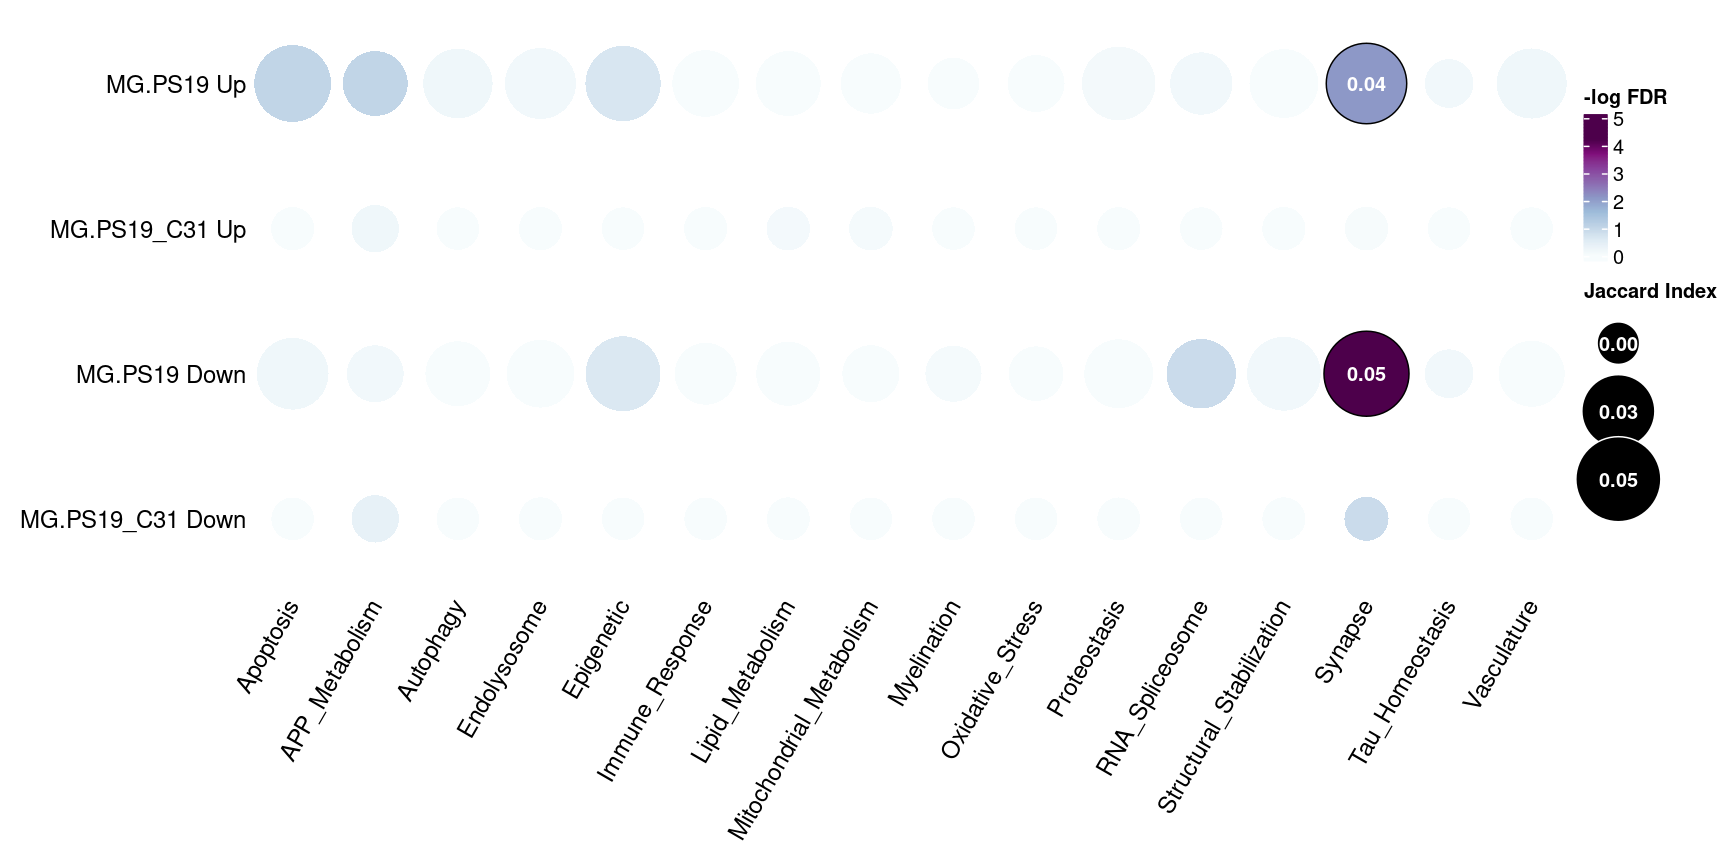 MG.PS19 Up
0.04
MG.PS19_C31 Up
MG.PS19 Down
0.05
MG.PS19_C31 Down
Apoptosis
APP_Metabolism
Autophagy
Endolysosome
Epigenetic
Immune_Response
Lipid_Metabolism
Mitochondrial_Metabolism
Myelination
Oxidative_Stress
Proteostasis
RNA_Spliceosome
Structural_Stabilization
Synapse
Tau_Homeostasis
Vasculature
-log FDR
5
4
3
2
1
0
Jaccard Index
0.00
0.03
0.05